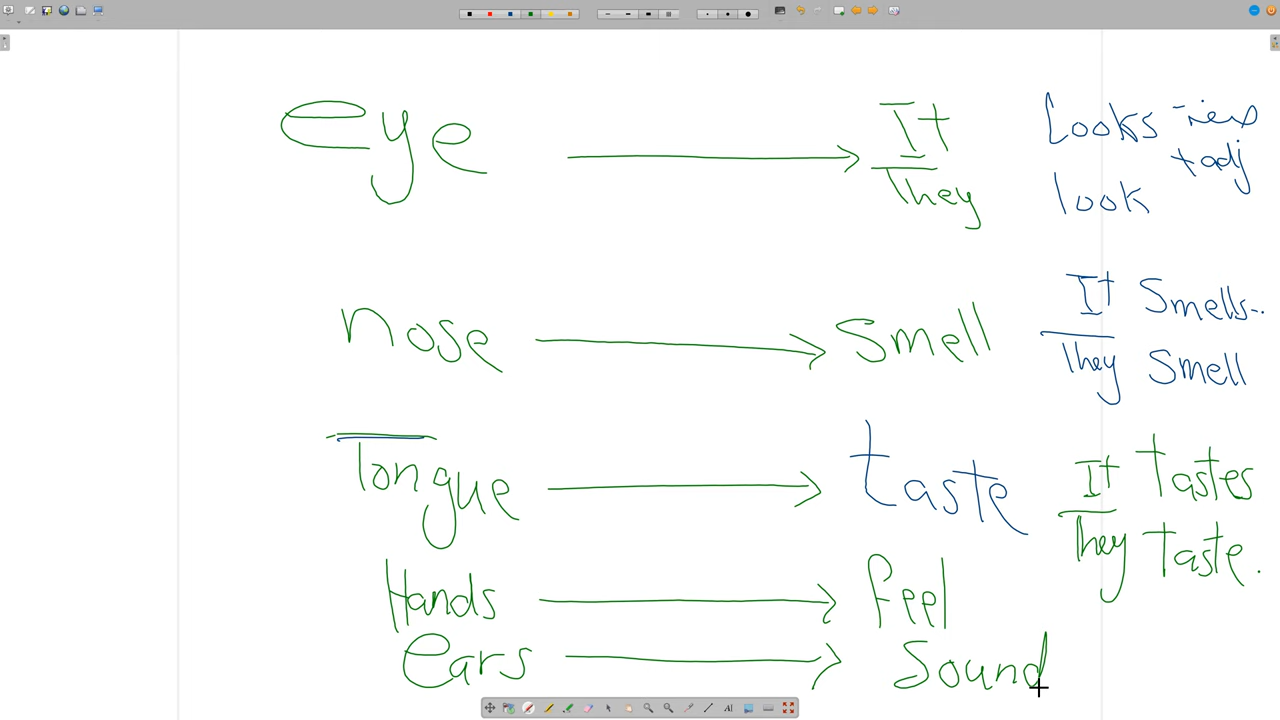 Eye → It Looks
+ adj
They look
nose → Smell It Smells..
They Smell
Tongue → taste It tastes
They taste.
Hands → feel
Ears → Sound